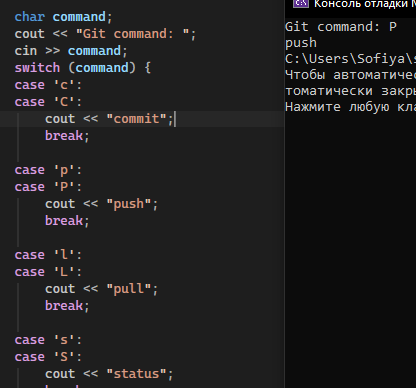 char command;
cout << "Git command: ";
cin >> command;
switch (command) {
case 'c':
case 'C':
cout << "commit";
break;
case 'p':
case 'P':
cout << "push";
break;
case 'l':
case 'L':
cout << "pull";
break;
case 's':
case 'S':
cout << "status";
Консоль отладки
Git command: P
push
C:\Users\Sofiya\
Чтобы автоматичес
томатически закры
Нажмите любую кла